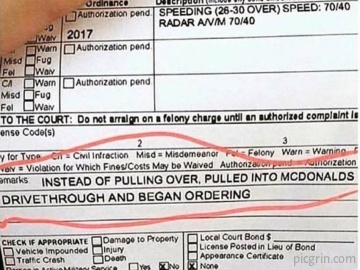 Ordinance Description
Authorization pend. SPEEDING (26-30 OVER) SPEED: 70/40
RADAR A/V/M 70/40
Waiv 2017
C/I Warn Authorization pend.
Misd Fug
Fel Waiv
C/I Warn Authorization pend.
Misd Fug
Fel Waiv
TO THE COURT: Do not arraign on a felony charge until an authorized complaint is
ense Code(s)
2 3
y for Type C/I = Civil Infraction Misd = Misdemeanor Fel = Felony Warn = Warning
Waiv = Violation for Which Fines/Costs May be Waived Authorization pend. = Authorization
emarks INSTEAD OF PULLING OVER, PULLED INTO MCDONALDS
DRIVETHROUGH AND BEGAN ORDERING
CHECK IF APPROPRIATE Damage to Property Local Court Bond $
Vehicle Impounded Injury License Posted in Lieu of Bond
Traffic Crash Death Appearance Certificate
Yes No None
picgrin.com